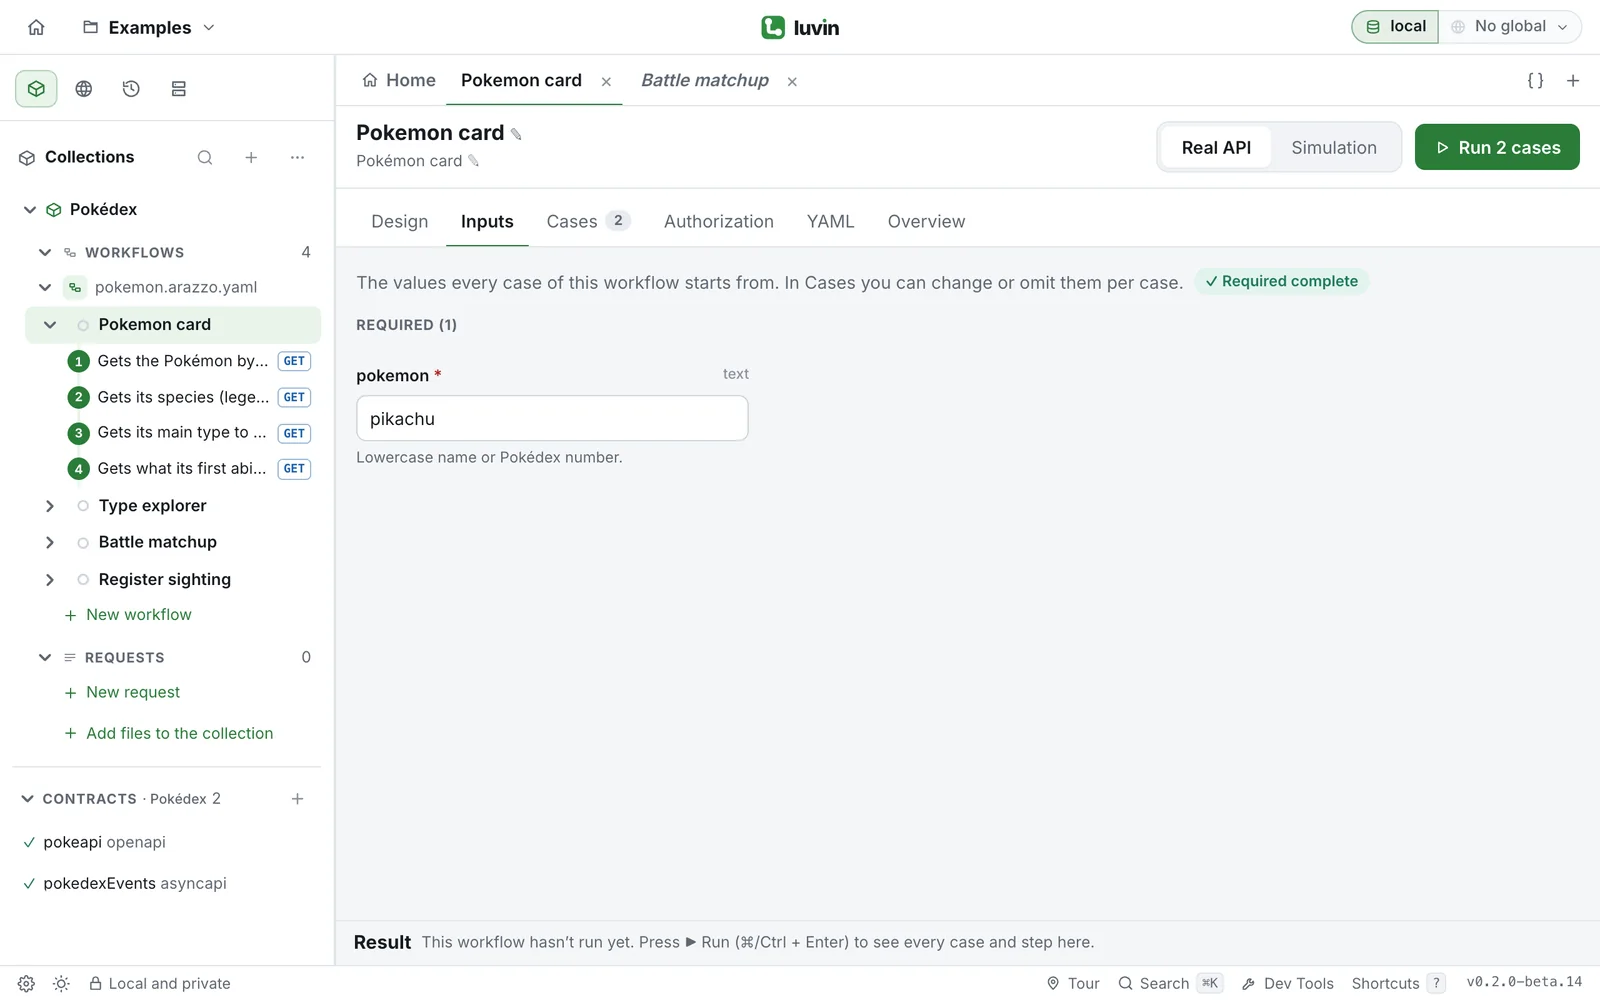 Examples
luvin
local
No global
Home
Pokemon card
Battle matchup
{ }
Collections
Pokemon card
Pokémon card
Real API
Simulation
Run 2 cases
Pokédex
WORKFLOWS 4
pokemon.arazzo.yaml
Pokemon card
1 Gets the Pokémon by... GET
2 Gets its species (lege... GET
3 Gets its main type to ... GET
4 Gets what its first abi... GET
Type explorer
Battle matchup
Register sighting
+ New workflow
REQUESTS 0
+ New request
+ Add files to the collection
CONTRACTS · Pokédex 2
pokeapi openapi
pokedexEvents asyncapi
Design
Inputs
Cases 2
Authorization
YAML
Overview
The values every case of this workflow starts from. In Cases you can change or omit them per case.
✓ Required complete
REQUIRED (1)
pokemon * text
pikachu
Lowercase name or Pokédex number.
Result This workflow hasn't run yet. Press ▶ Run (⌘/Ctrl + Enter) to see every case and step here.
Local and private
Tour
Search ⌘K
Dev Tools
Shortcuts ?
v0.2.0-beta.14